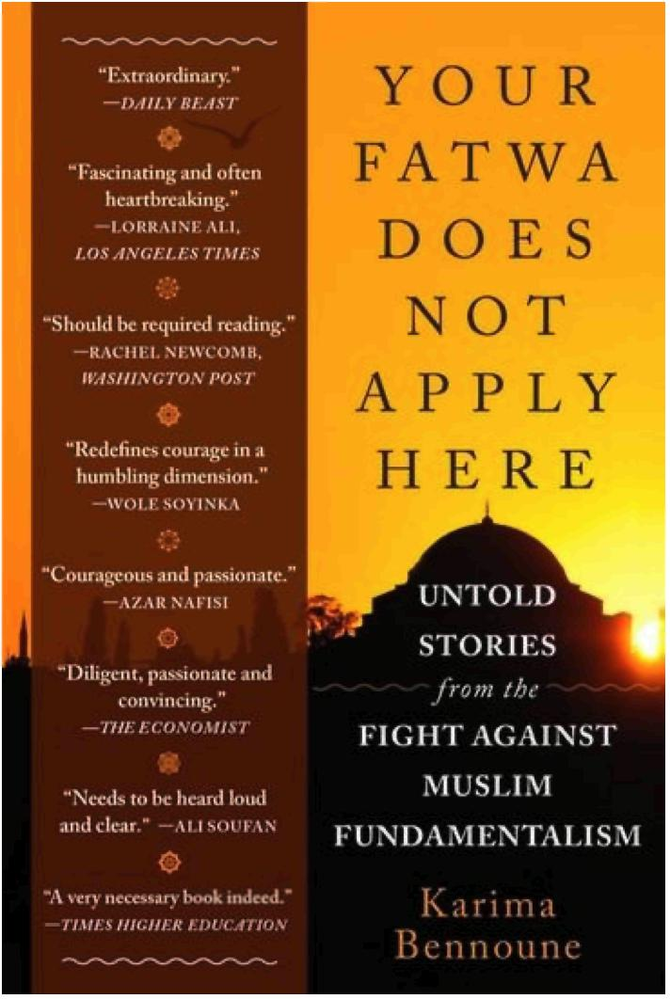 “Extraordinary.”
—DAILY BEAST
“Fascinating and often
heartbreaking.”
—LORRAINE ALI,
LOS ANGELES TIMES
“Should be required reading.”
—RACHEL NEWCOMB,
WASHINGTON POST
“Redefines courage in a
humbling dimension.”
—WOLE SOYINKA
“Courageous and passionate.”
—AZAR NAFISI
“Diligent, passionate and
convincing.”
—THE ECONOMIST
“Needs to be heard loud
and clear.” —ALI SOUFAN
“A very necessary book indeed.”
—TIMES HIGHER EDUCATION
YOUR
FATWA
DOES
NOT
APPLY
HERE
UNTOLD
STORIES
from the
FIGHT AGAINST
MUSLIM
FUNDAMENTALISM
Karima
Bennoune